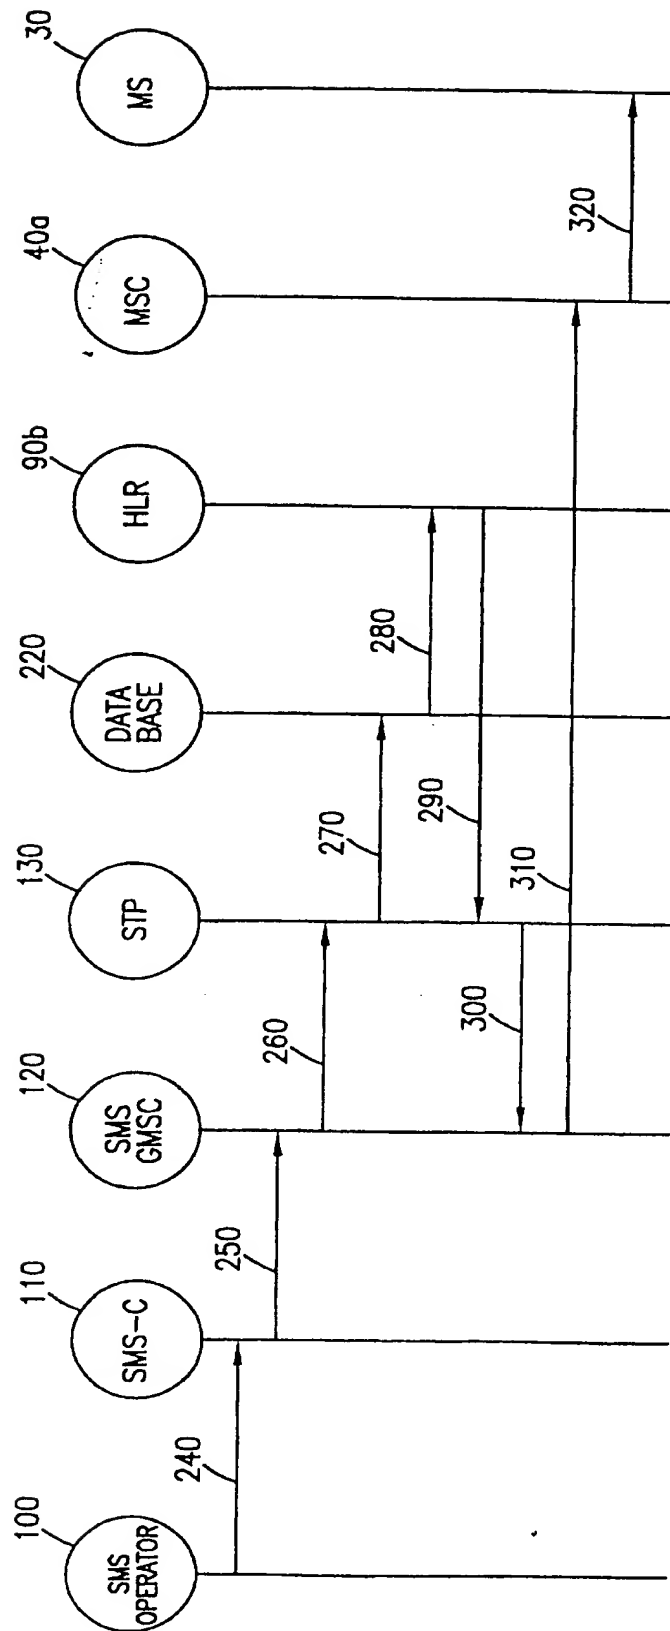 100
SMS
OPERATOR
110
SMS-C
120
SMS
GMSC
130
STP
220
DATA
BASE
90b
HLR
40a
MSC
30
MS
240
250
260
270
280
290
300
310
320